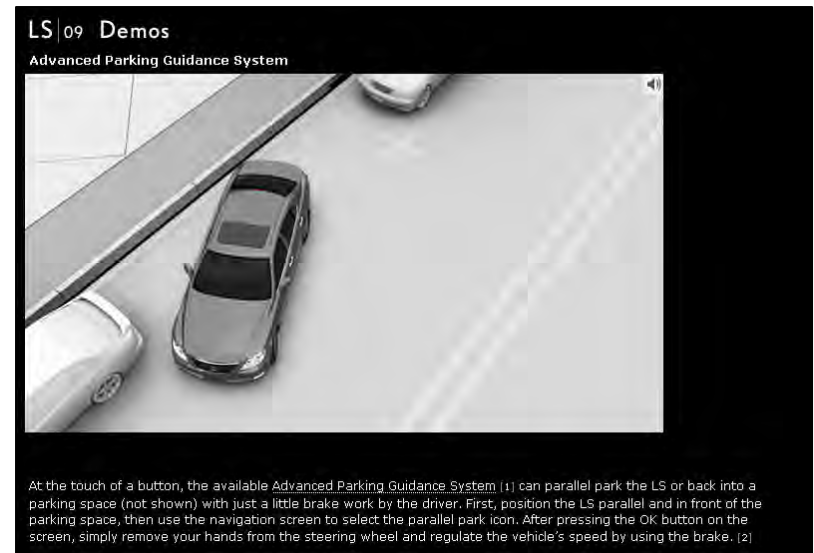 LS|09 Demos
Advanced Parking Guidance System
At the touch of a button, the available Advanced Parking Guidance System [1] can parallel park the LS or back into a
parking space (not shown) with just a little brake work by the driver. First, position the LS parallel and in front of the
parking space, then use the navigation screen to select the parallel park icon. After pressing the OK button on the
screen, simply remove your hands from the steering wheel and regulate the vehicle's speed by using the brake. [2]